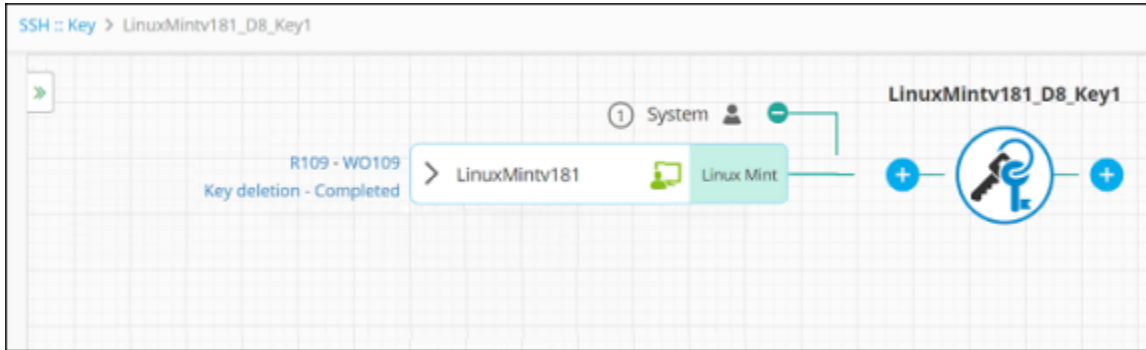 SSH :: Key > LinuxMintv181_D8_Key1
LinuxMintv181_D8_Key1
1 System
R109 - WO109
Key deletion - Completed
LinuxMintv181
Linux Mint